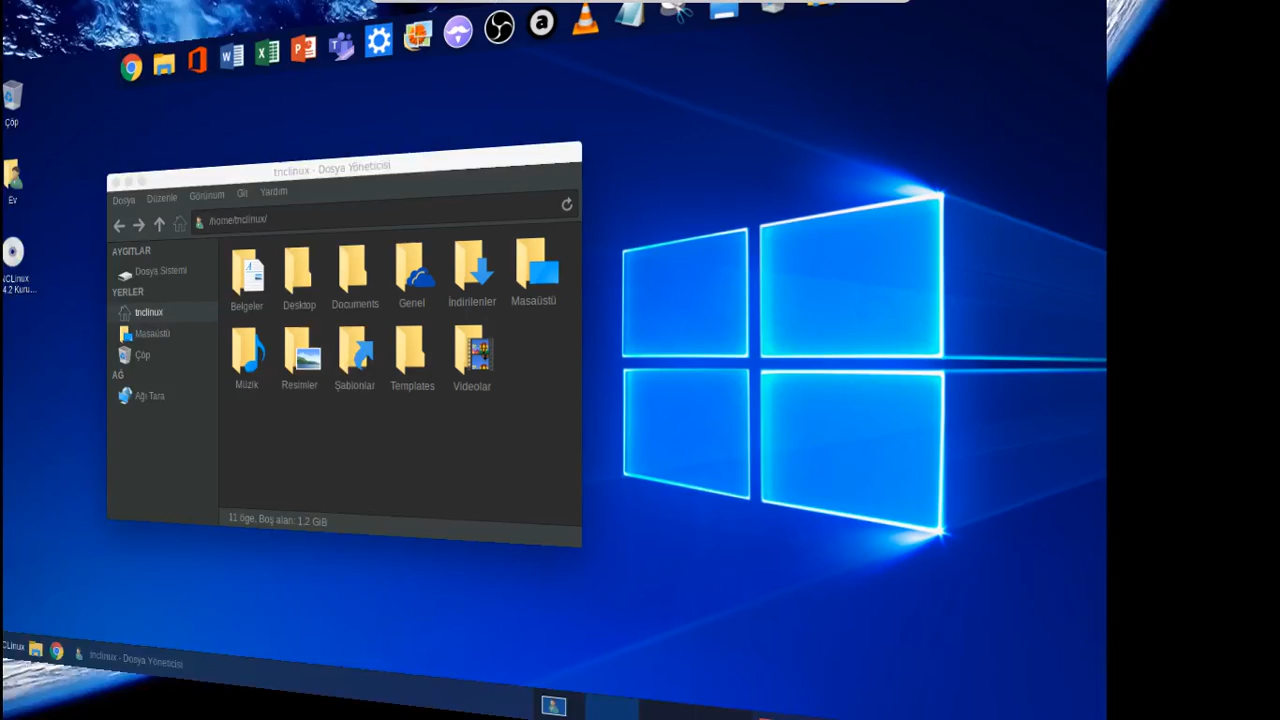 Çöp
Ev
NCLinux
4.2 Kuru...
tnclinux - Dosya Yöneticisi
Dosya Düzenle Görünüm Git Yardım
/home/tnclinux/
AYGITLAR
Dosya Sistemi
YERLER
tnclinux
Masaüstü
Çöp
AĞ
Ağı Tara
Belgeler Desktop Documents Genel İndirilenler Masaüstü
Müzik Resimler Şablonlar Templates Videolar
11 öge, Boş alan: 1,2 GiB
CLinux
tnclinux - Dosya Yöneticisi